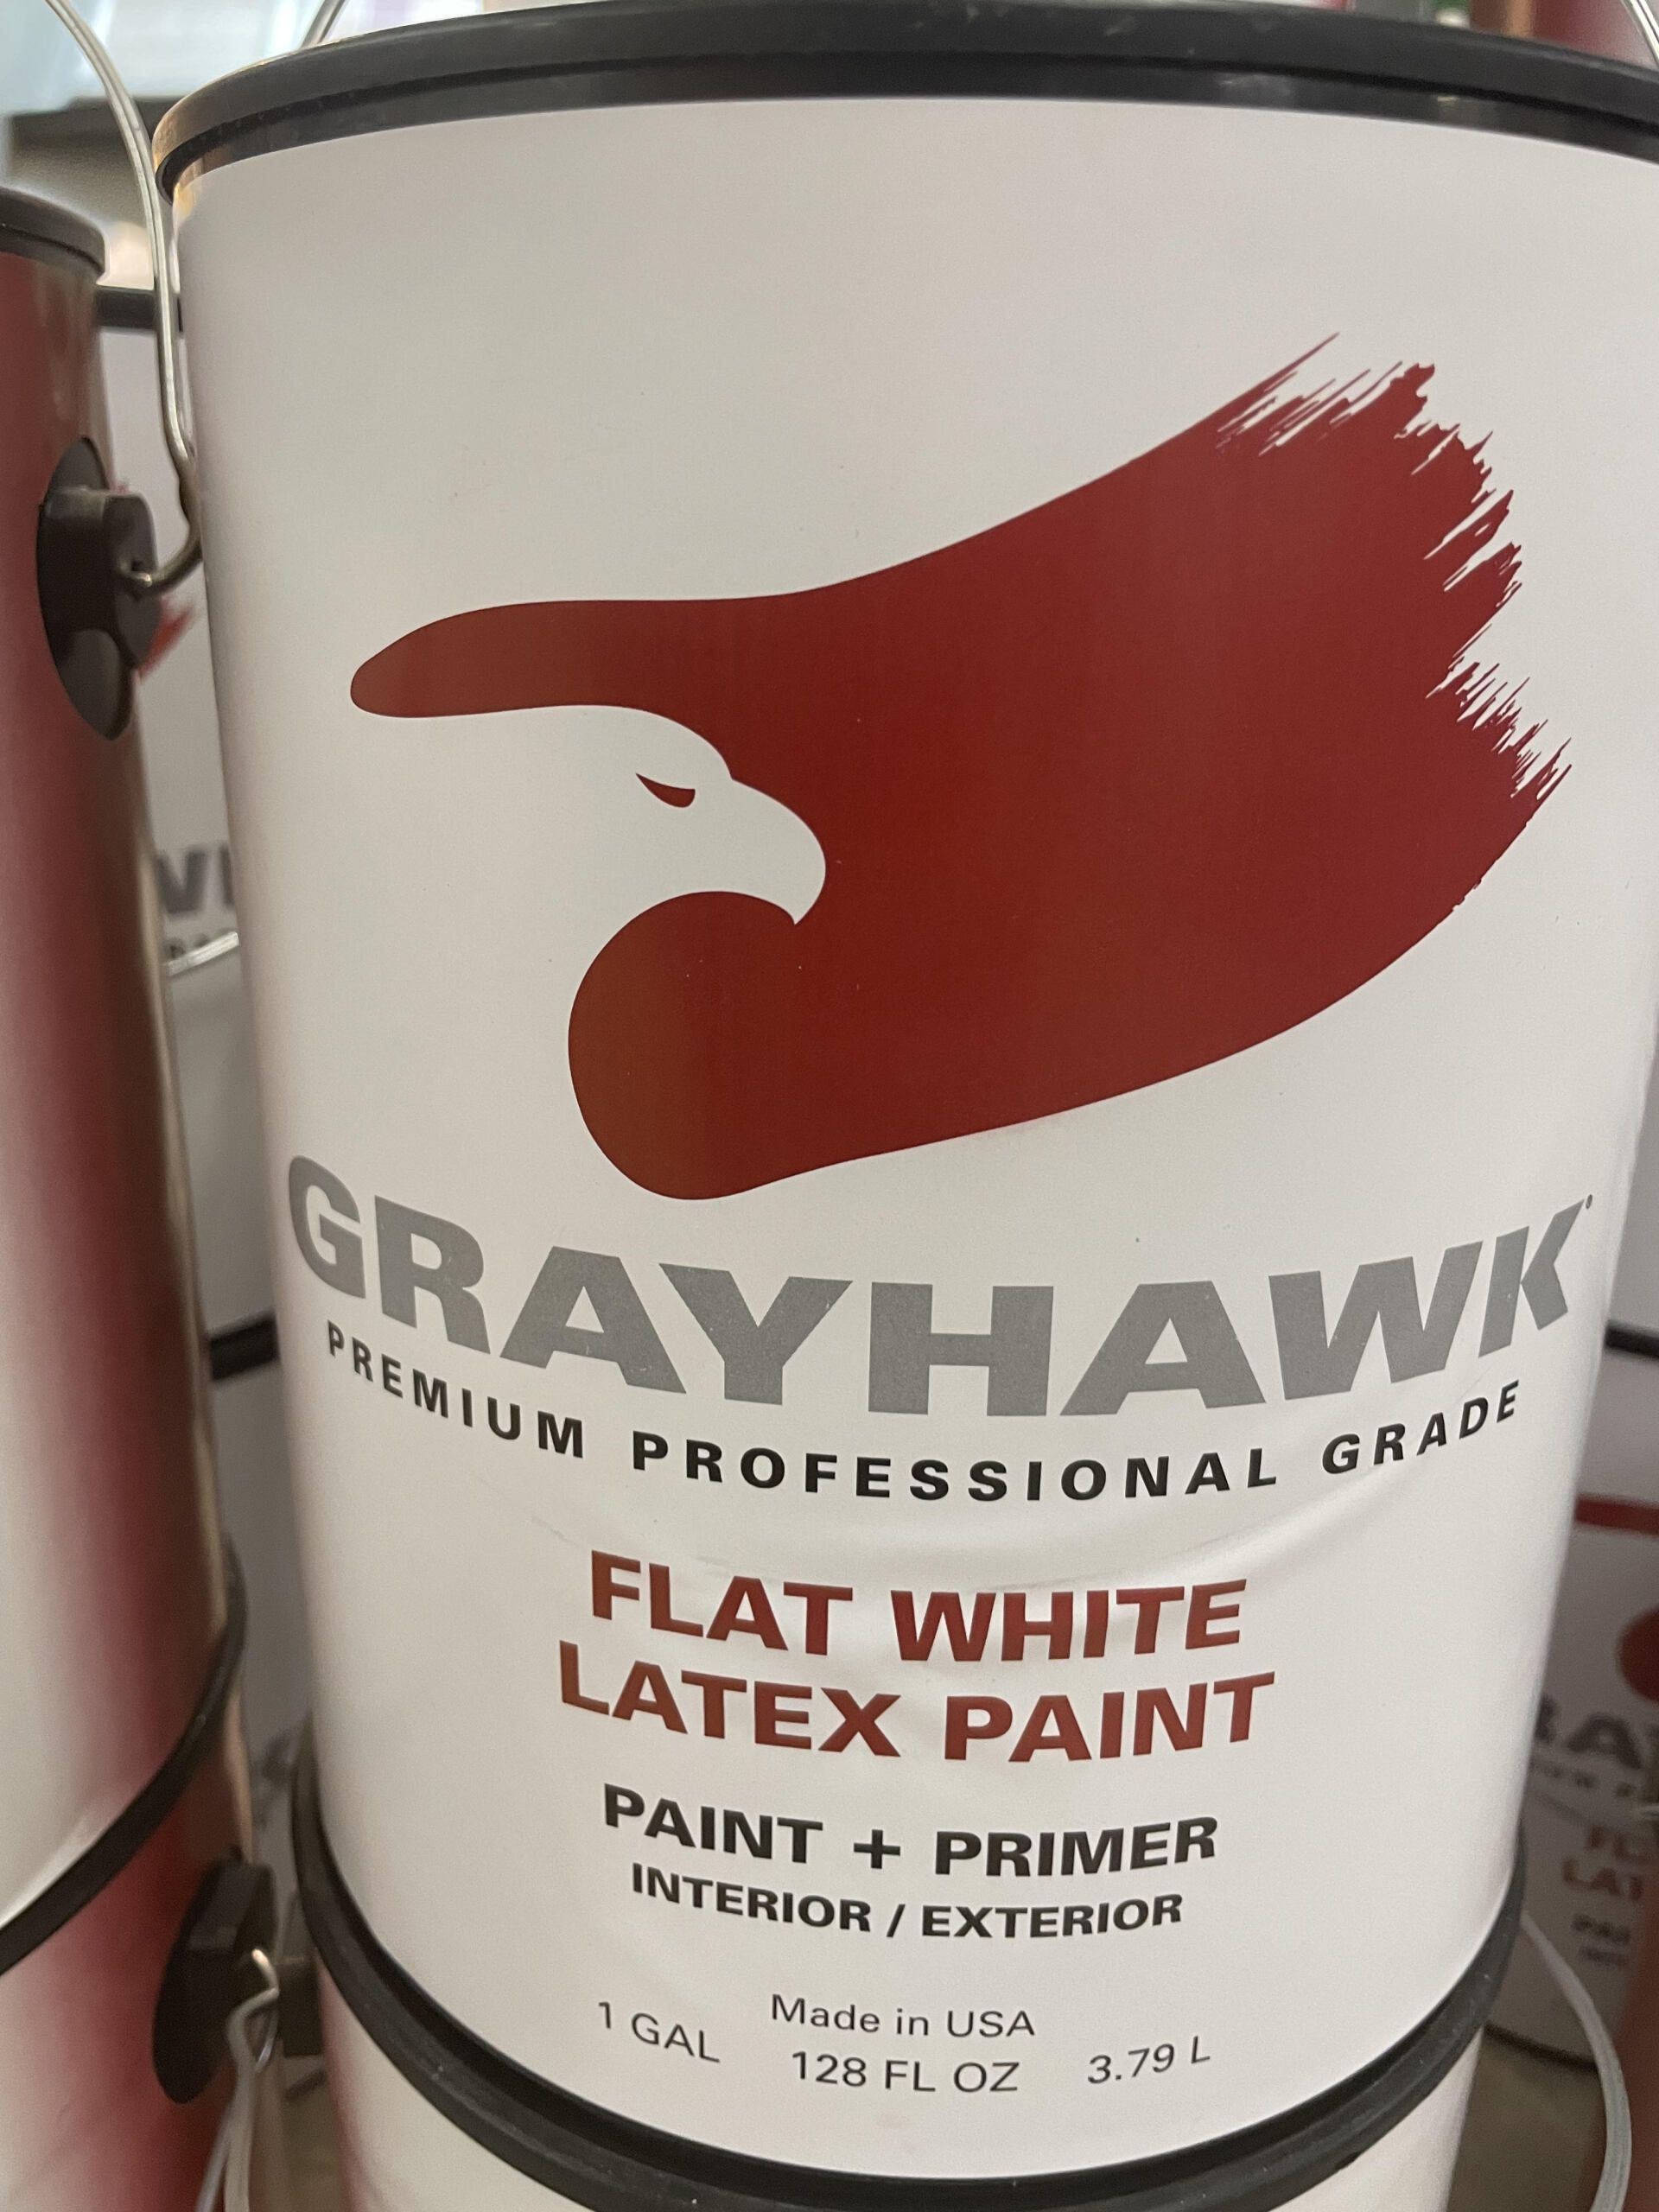 GRAYHAWK
PREMIUM PROFESSIONAL GRADE
FLAT WHITE
LATEX PAINT
PAINT + PRIMER
INTERIOR / EXTERIOR
Made in USA
1 GAL 128 FL OZ 3.79 L